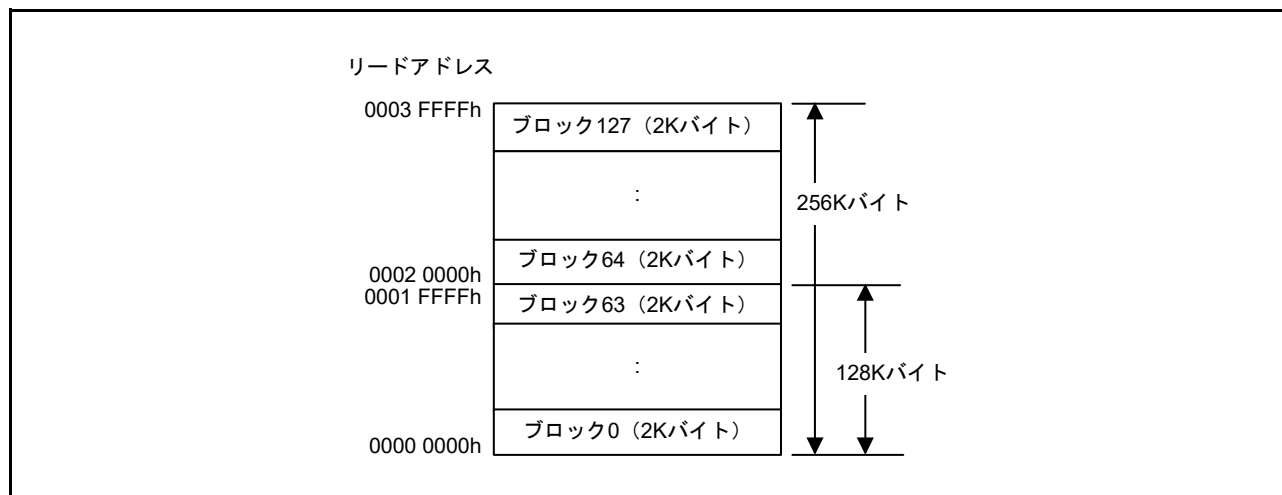 リードアドレス
0003 FFFFh
ブロック127（2Kバイト）
:
256Kバイト
ブロック64（2Kバイト）
0002 0000h
0001 FFFFh
ブロック63（2Kバイト）
:
128Kバイト
ブロック0（2Kバイト）
0000 0000h